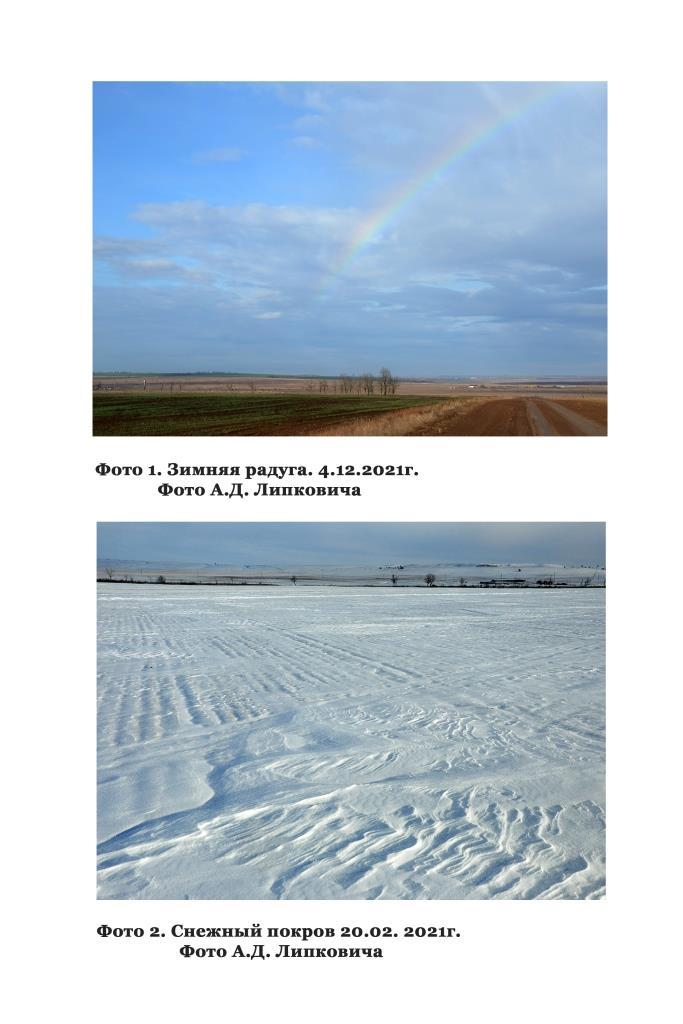 Фото 1. Зимняя радуга. 4.12.2021г.
Фото А.Д. Липковича
Фото 2. Снежный покров 20.02. 2021г.
Фото А.Д. Липковича